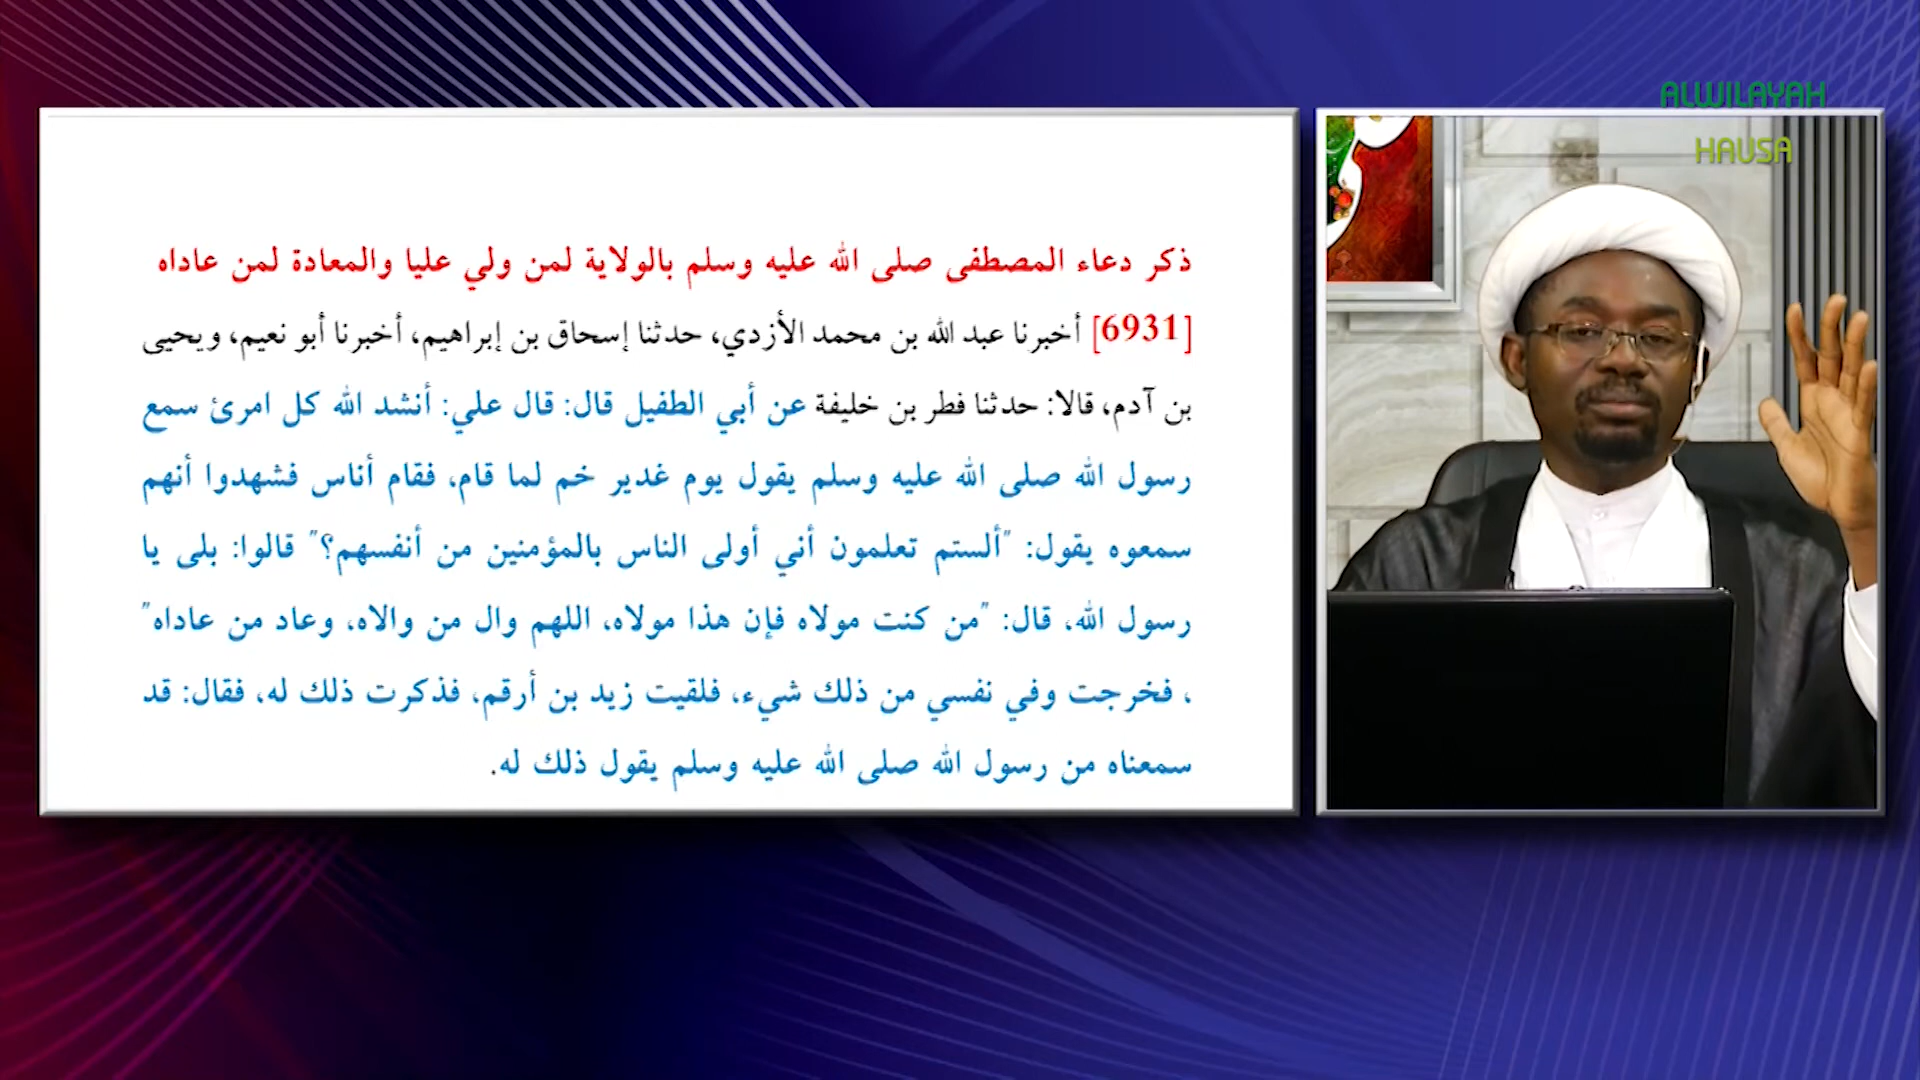 ALWILAYAH
HAUSA
ذكر دعاء المصطفى صلى الله عليه وسلم بالولاية لمن ولي عليا والمعادة لمن عاداه
[6931] أخبرنا عبد الله بن محمد الأزدي، حدثنا إسحاق بن إبراهيم، أخبرنا أبو نعيم، ويحيى
بن آدم، قالا: حدثنا فطر بن خليفة عن أبي الطفيل قال: قال علي: أنشد الله كل امرئ سمع
رسول الله صلى الله عليه وسلم يقول يوم غدير خم لما قام، فقام أناس فشهدوا أنهم
سمعوه يقول: "ألستم تعلمون أني أولى الناس بالمؤمنين من أنفسهم؟" قالوا: بلى يا
رسول الله، قال: "من كنت مولاه فإن هذا مولاه، اللهم وال من والاه، وعاد من عاداه"
، فخرجت وفي نفسي من ذلك شيء، فلقيت زيد بن أرقم، فذكرت ذلك له، فقال: قد
سمعناه من رسول الله صلى الله عليه وسلم يقول ذلك له.